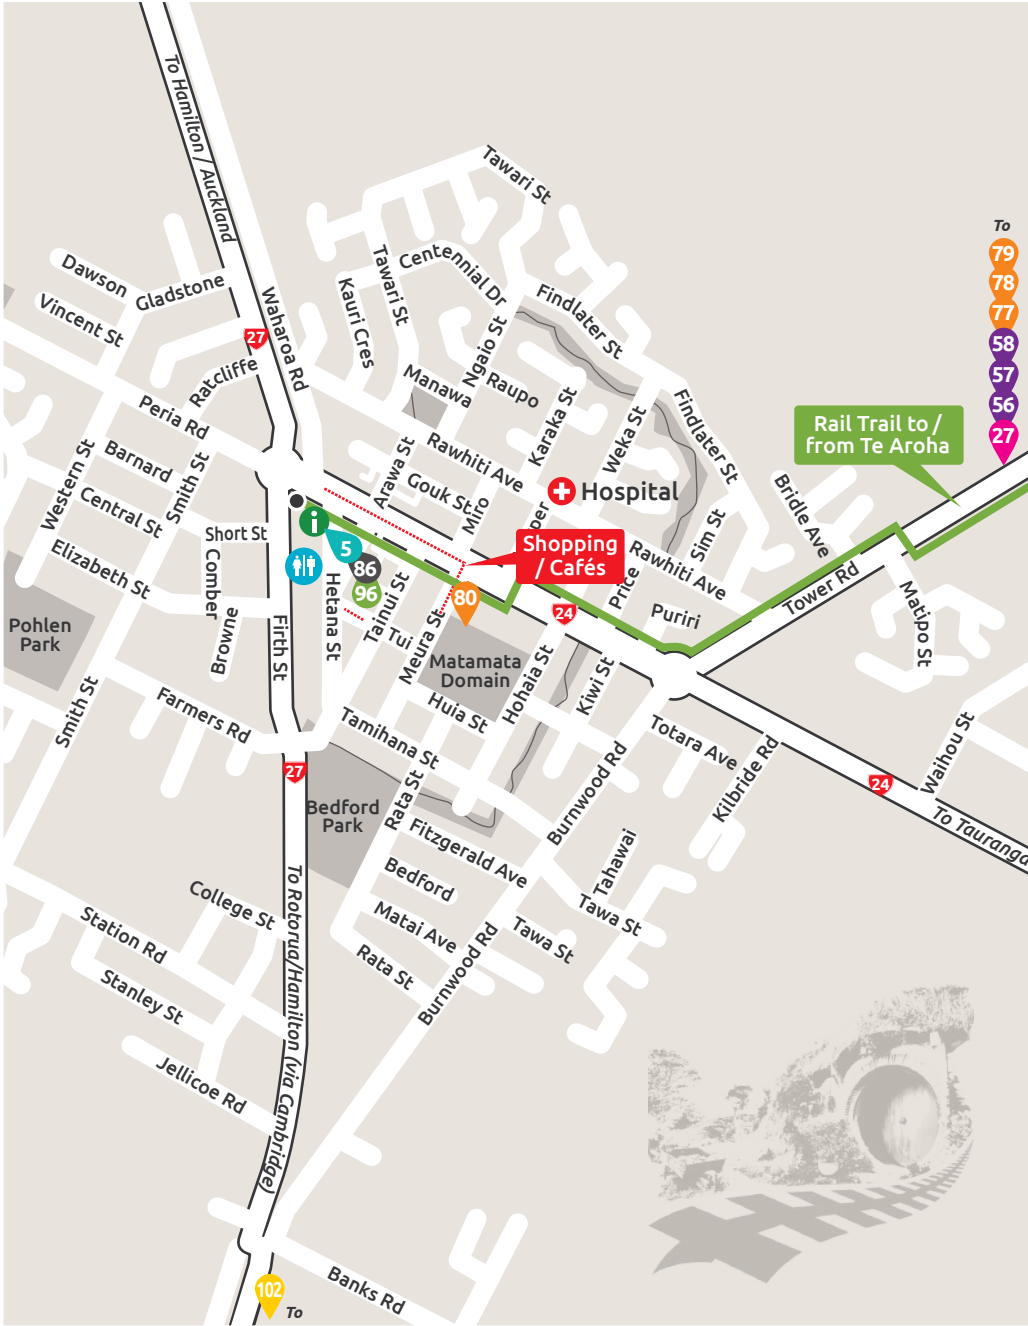 To Hamilton / Auckland
Tawari St
To
79
78
77
58
57
56
27
Dawson
Gladstone
Vincent St
Waharoa Rd
Kauri Cres
Tawari St
Centennial Dr
Findlater St
Ngaio St
27
Ratcliffe
Manawa
Raupo
Karaka St
Weka St
Findlater St
Rail Trail to /
from Te Aroha
Peria Rd
Barnard
Western St
Smith St
Central St
Arawa St
Rawhiti Ave
Gouk St
Miro
Hospital
Bridle Ave
Sim St
i
5
86
96
Short St
Comber
Elizabeth St
Browne
Hetana St
Tainui St
Tui
Meura St
80
Shopping
/ Cafés
24
Price
Rawhiti Ave
Puriri
Tower Rd
Matipo St
Pohlen
Park
Firth St
Matamata
Domain
Hohaia St
Kiwi St
Huia St
Smith St
Farmers Rd
Tamihana St
Totara Ave
Kilbride Rd
Waihou St
27
24
To Tauranga
Bedford
Park
Rata St
Burnwood Rd
Fitzgerald Ave
Tahawai
Bedford
Tawa St
College St
Matai Ave
Tawa St
Station Rd
Rata St
Burnwood Rd
Stanley St
To Rotorua/Hamilton (via Cambridge)
Jellicoe Rd
Banks Rd
102
To